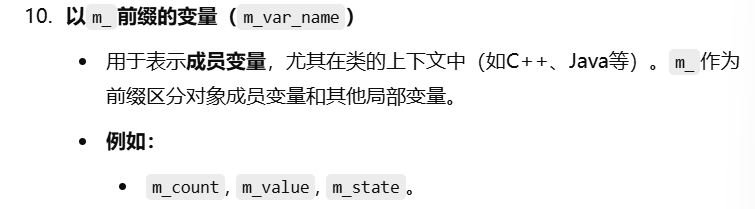 10. 以 m_ 前缀的变量（m_var_name）
• 用于表示成员变量，尤其在类的上下文中（如C++、Java等）。m_ 作为
前缀区分对象成员变量和其他局部变量。
• 例如：
• m_count, m_value, m_state。